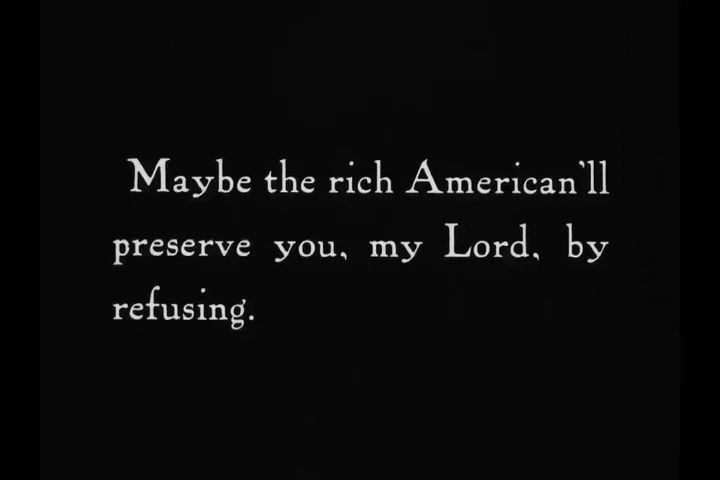 Maybe the rich American'll
preserve you, my Lord, by
refusing.